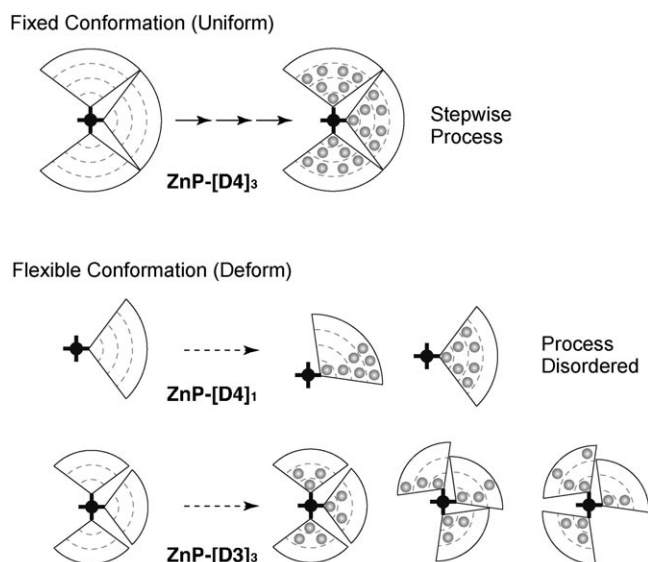 Fixed Conformation (Uniform)
Stepwise
Process
ZnP-[D4]₃
Flexible Conformation (Deform)
Process
Disordered
ZnP-[D4]₁
ZnP-[D3]₃